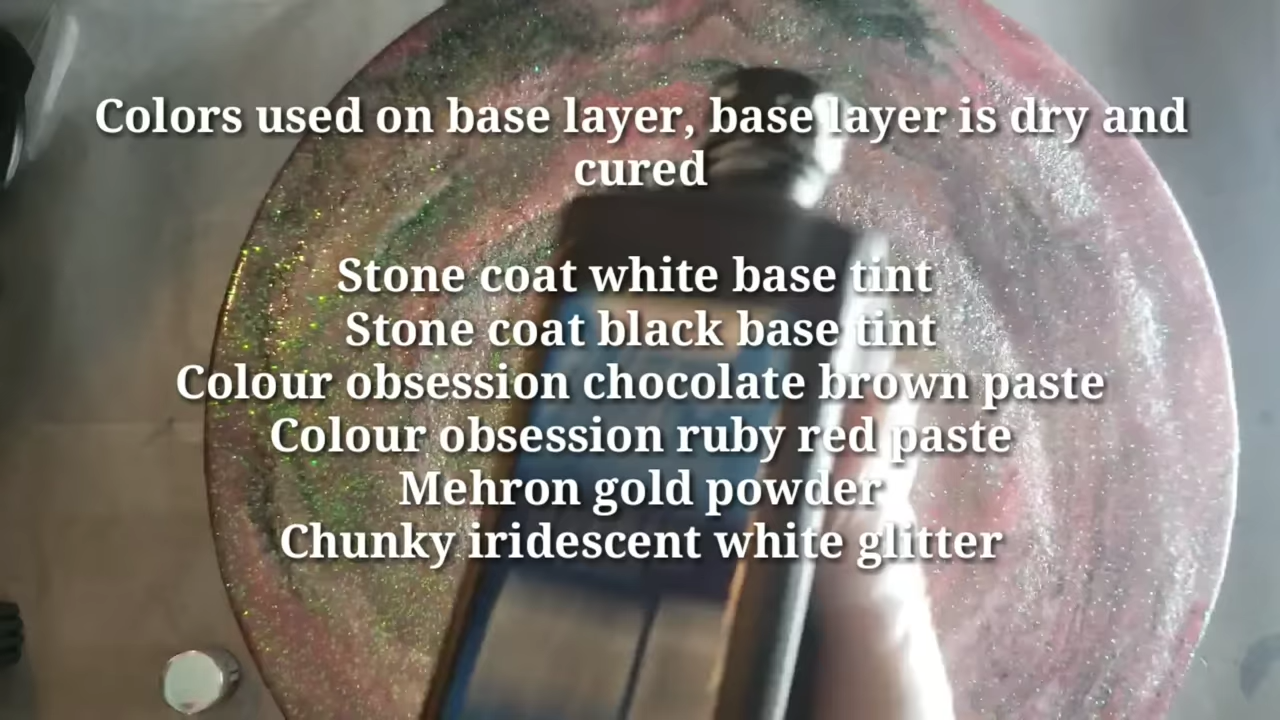 Colors used on base layer, base layer is dry and
cured
Stone coat white base tint
Stone coat black base tint
Colour obsession chocolate brown paste
Colour obsession ruby red paste
Mehron gold powder
Chunky iridescent white glitter